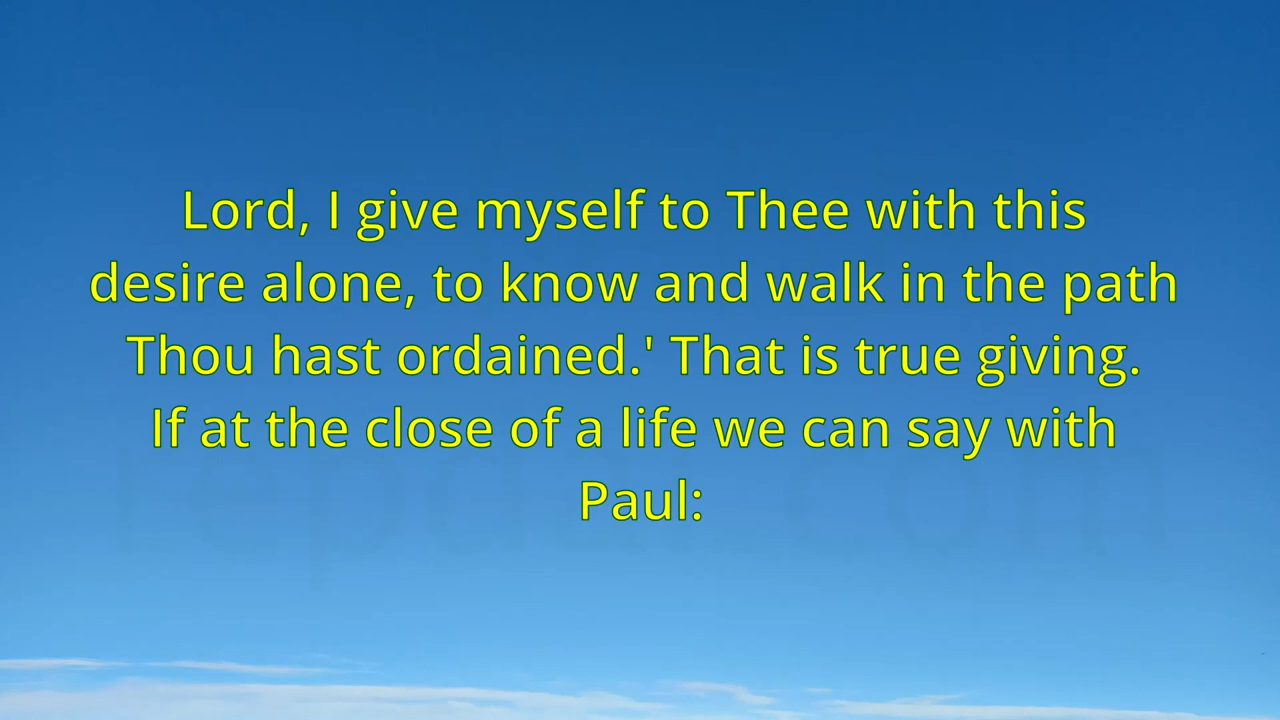 Lord, I give myself to Thee with this
desire alone, to know and walk in the path
Thou hast ordained.' That is true giving.
If at the close of a life we can say with
Paul: